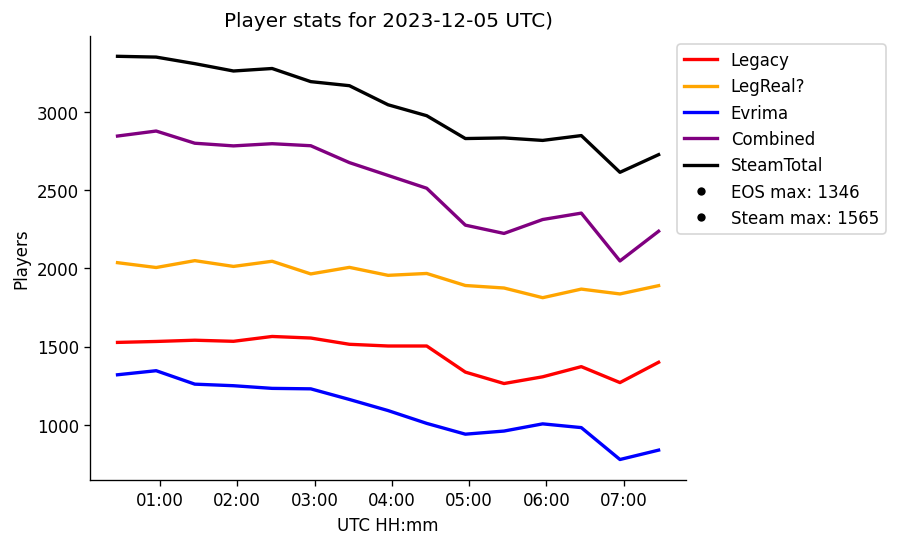 Player stats for 2023-12-05 UTC)
Legacy
LegReal?
Evrima
Combined
SteamTotal
EOS max: 1346
Steam max: 1565
Players
3000
2500
2000
1500
1000
01:00 02:00 03:00 04:00 05:00 06:00 07:00
UTC HH:mm